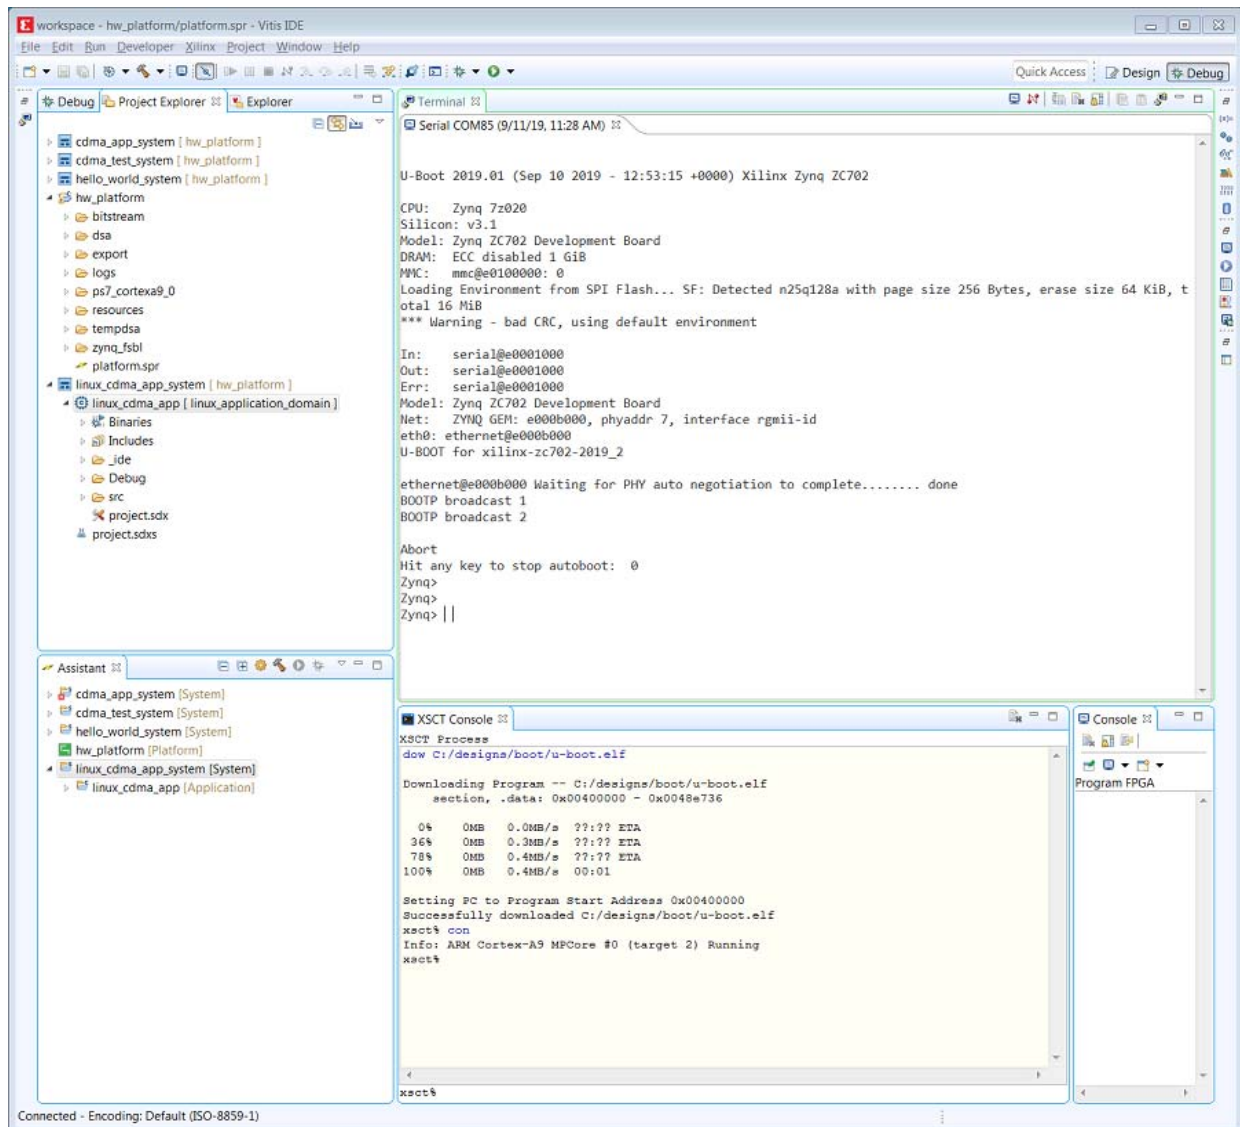 workspace - hw_platform/platform.spr - Vitis IDE
File Edit Run Developer Xilinx Project Window Help
Quick Access Design Debug
Debug Project Explorer Explorer
cdma_app_system [ hw_platform ]
cdma_test_system [ hw_platform ]
hello_world_system [ hw_platform ]
hw_platform
bitstream
dsa
export
logs
ps7_cortexa9_0
resources
tempdsa
zynq_fsbl
platform.spr
linux_cdma_app_system [ hw_platform ]
linux_cdma_app [ linux_application_domain ]
Binaries
Includes
_ide
Debug
src
project.sdx
project.sdxs
Terminal
Serial COM85 (9/11/19, 11:28 AM)
U-Boot 2019.01 (Sep 10 2019 - 12:53:15 +0000) Xilinx Zynq ZC702
CPU: Zynq 7z020
Silicon: v3.1
Model: Zynq ZC702 Development Board
DRAM: ECC disabled 1 GiB
MMC: mmc@e0100000: 0
Loading Environment from SPI Flash... SF: Detected n25q128a with page size 256 Bytes, erase size 64 KiB, t
otal 16 MiB
*** Warning - bad CRC, using default environment
In: serial@e0001000
Out: serial@e0001000
Err: serial@e0001000
Model: Zynq ZC702 Development Board
Net: ZYNQ GEM: e000b000, phyaddr 7, interface rgmii-id
eth0: ethernet@e000b000
U-BOOT for xilinx-zc702-2019_2
ethernet@e000b000 Waiting for PHY auto negotiation to complete........ done
BOOTP broadcast 1
BOOTP broadcast 2
Abort
Hit any key to stop autoboot: 0
Zynq>
Zynq>
Zynq>
Assistant
cdma_app_system [System]
cdma_test_system [System]
hello_world_system [System]
hw_platform [Platform]
linux_cdma_app_system [System]
linux_cdma_app [Application]
XSCT Console
XSCT Process
dow C:/designs/boot/u-boot.elf
Downloading Program -- C:/designs/boot/u-boot.elf
section, .data: 0x00400000 - 0x0048e736
0% 0MB 0.0MB/s ??:?? ETA
36% 0MB 0.3MB/s ??:?? ETA
78% 0MB 0.4MB/s ??:?? ETA
100% 0MB 0.4MB/s 00:01
Setting PC to Program Start Address 0x00400000
Successfully downloaded C:/designs/boot/u-boot.elf
xsct% con
Info: ARM Cortex-A9 MPCore #0 (target 2) Running
xsct%
xsct%
Console
Program FPGA
Connected - Encoding: Default (ISO-8859-1)